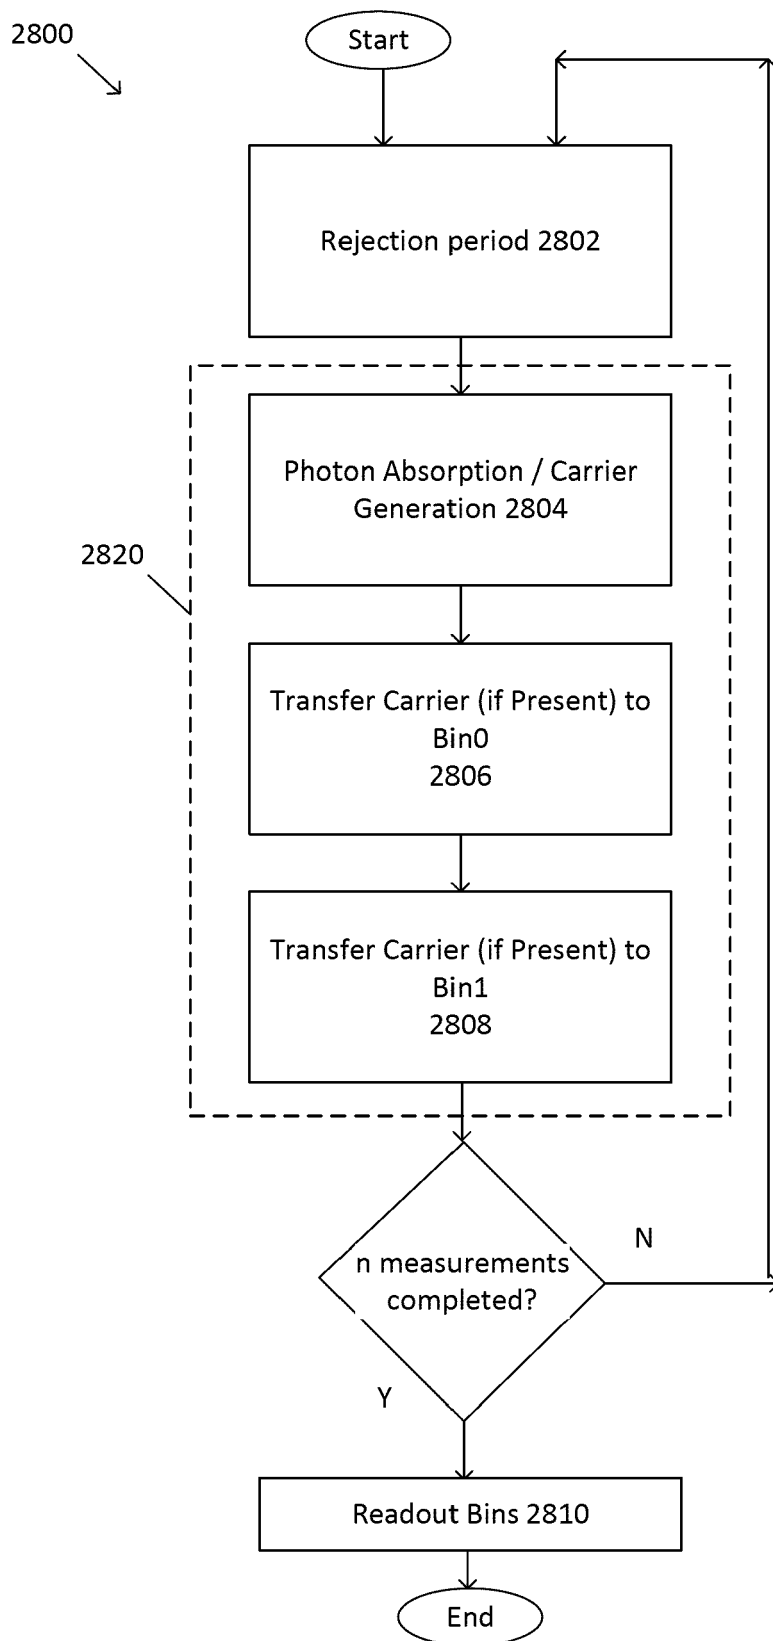 2800
Start
Rejection period 2802
Photon Absorption / Carrier
Generation 2804
2820
Transfer Carrier (if Present) to
Bin0
2806
Transfer Carrier (if Present) to
Bin1
2808
N
n measurements
completed?
Y
Readout Bins 2810
End